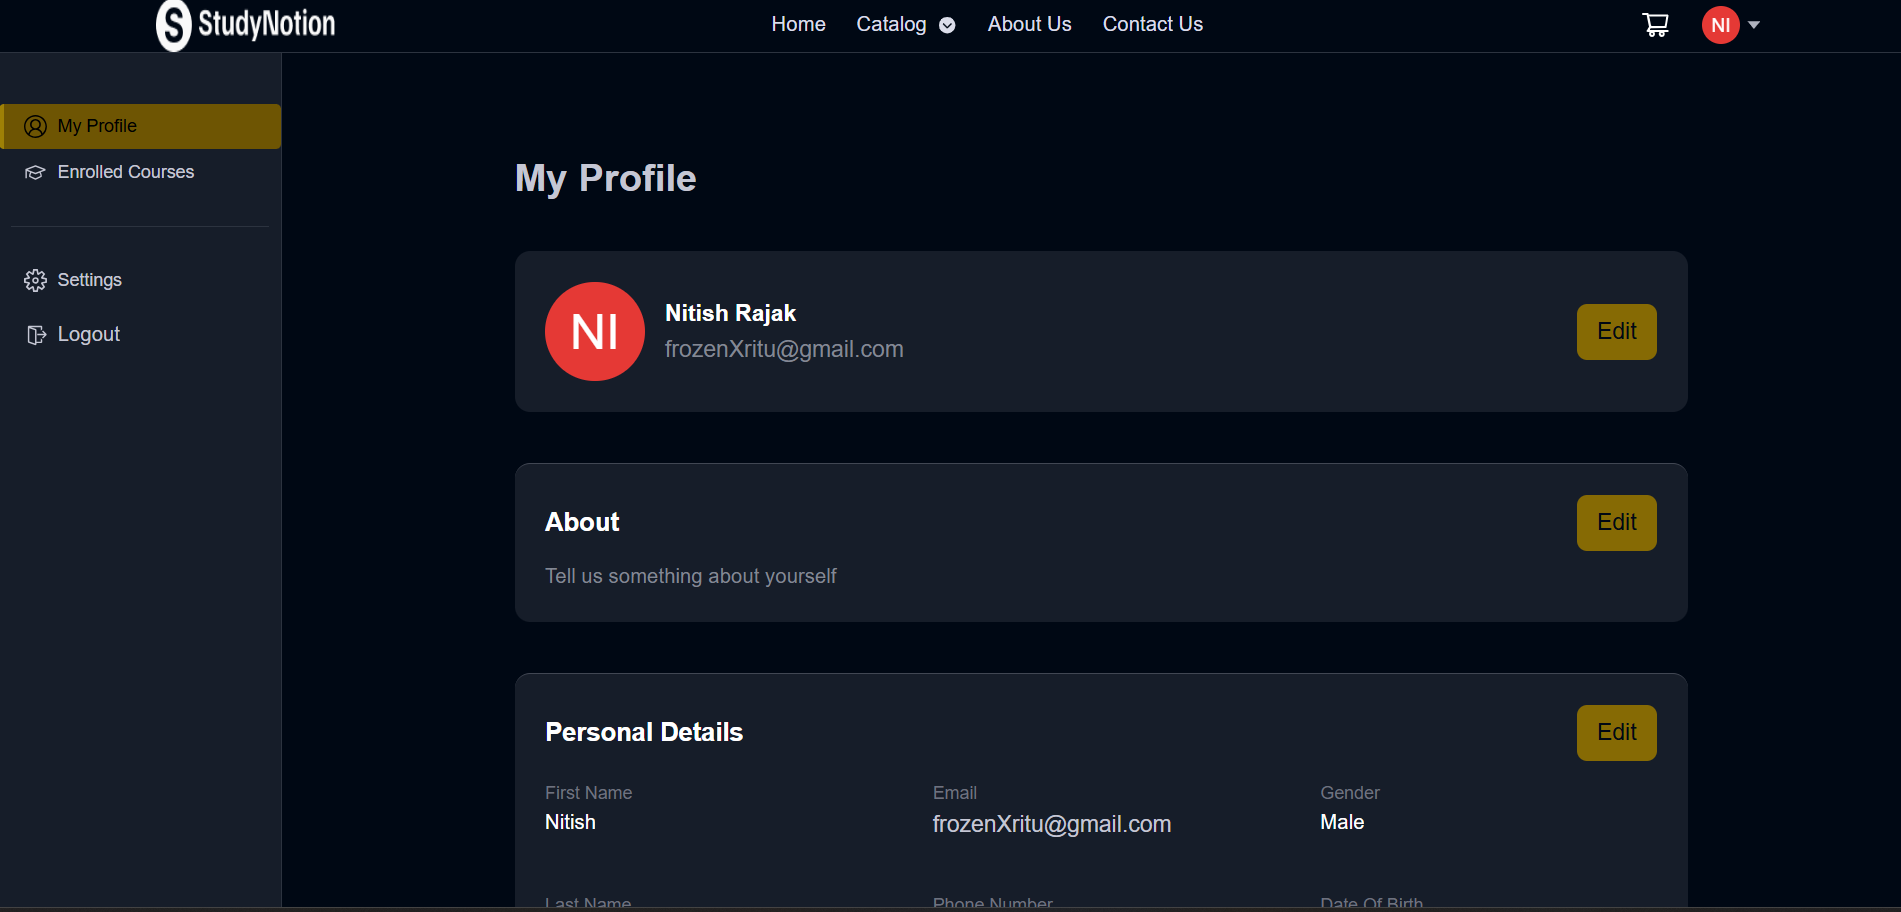 S StudyNotion Home Catalog About Us Contact Us NI
My Profile
Enrolled Courses
Settings
Logout
My Profile
NI
Nitish Rajak
frozenXritu@gmail.com
Edit
About
Edit
Tell us something about yourself
Personal Details
Edit
First Name Email Gender
Nitish frozenXritu@gmail.com Male
Last Name Phone Number Date Of Birth